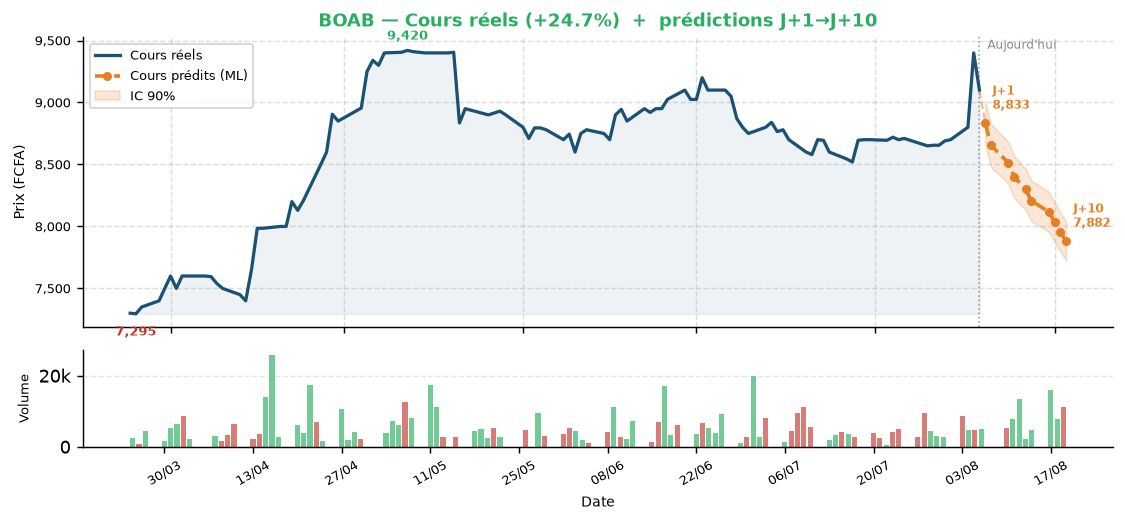 BOAB — Cours réels (+24.7%)  +  prédictions J+1→J+10
9,500
9,000
8,500
8,000
7,500
Prix (FCFA)
Cours réels
Cours prédits (ML)
IC 90%
9,420
7,295
Aujourd'hui
J+1
8,833
J+10
7,882
20k
0
Volume
30/03
13/04
27/04
11/05
25/05
08/06
22/06
06/07
20/07
03/08
17/08
Date